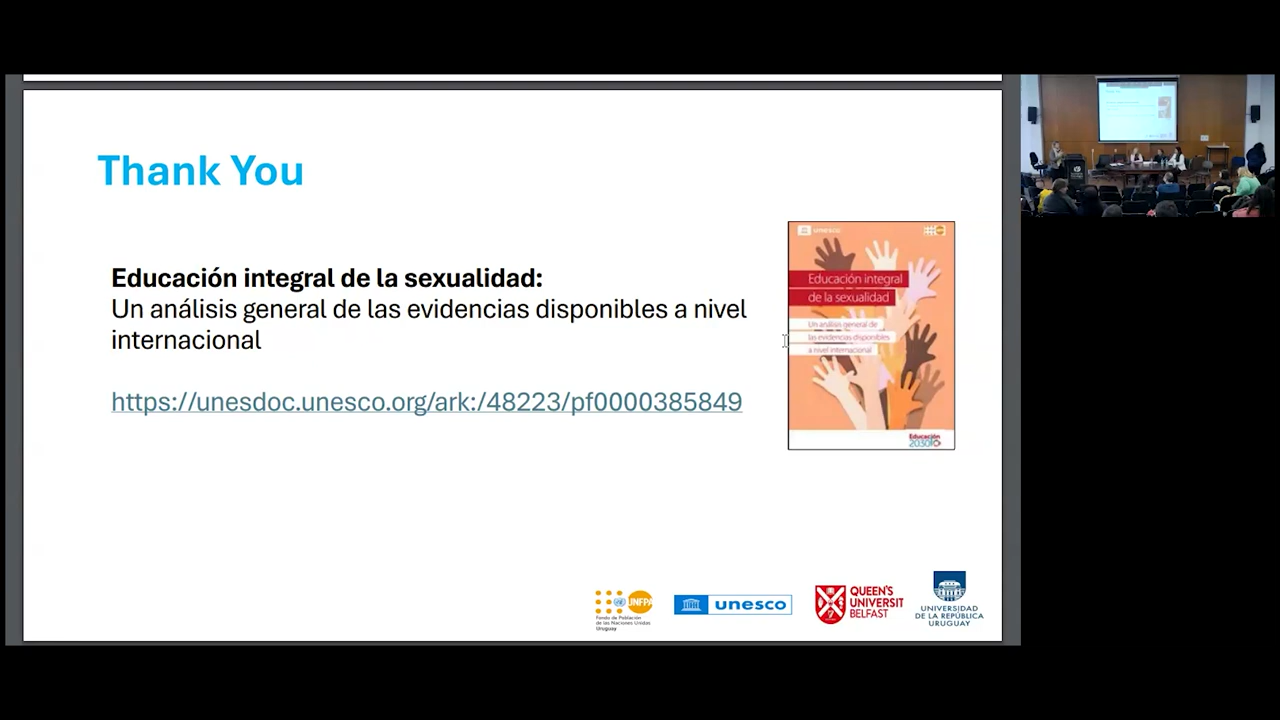 Thank You
Educación integral de la sexualidad:
Un análisis general de las evidencias disponibles a nivel
internacional
https://unesdoc.unesco.org/ark:/48223/pf0000385849
unesco
Educación integral
de la sexualidad
Un análisis general de
las evidencias disponibles
a nivel internacional
Educación
2030
UNFPA
Fondo de Población
de las Naciones Unidas
Uruguay
unesco
QUEEN'S
UNIVERSIT
BELFAST
UNIVERSIDAD
DE LA REPÚBLICA
URUGUAY